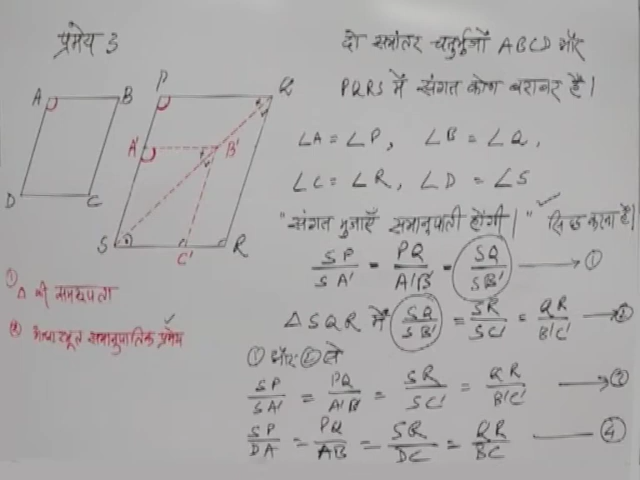 प्रमेय 3
दो समांतर चतुर्भुजों ABCD और
PQRS में संगत कोण बराबर है।
∠A = ∠P, ∠B = ∠Q,
∠C = ∠R, ∠D = ∠S
"संगत भुजाएँ समानुपाती होंगी।" सिद्ध करना है।
A B
D C
P Q
A' B'
S C' R
① Δ की समरूपता
② आधारभूत समानुपातिक प्रमेय
SP/SA' = PQ/A'B' = SQ/SB' ①
ΔSQR में SQ/SB' = SR/SC' = QR/B'C' ②
① और ② से
SP/SA' = PQ/A'B' = SR/SC' = QR/B'C'
SP/DA = PQ/AB = SR/DC = QR/BC ④